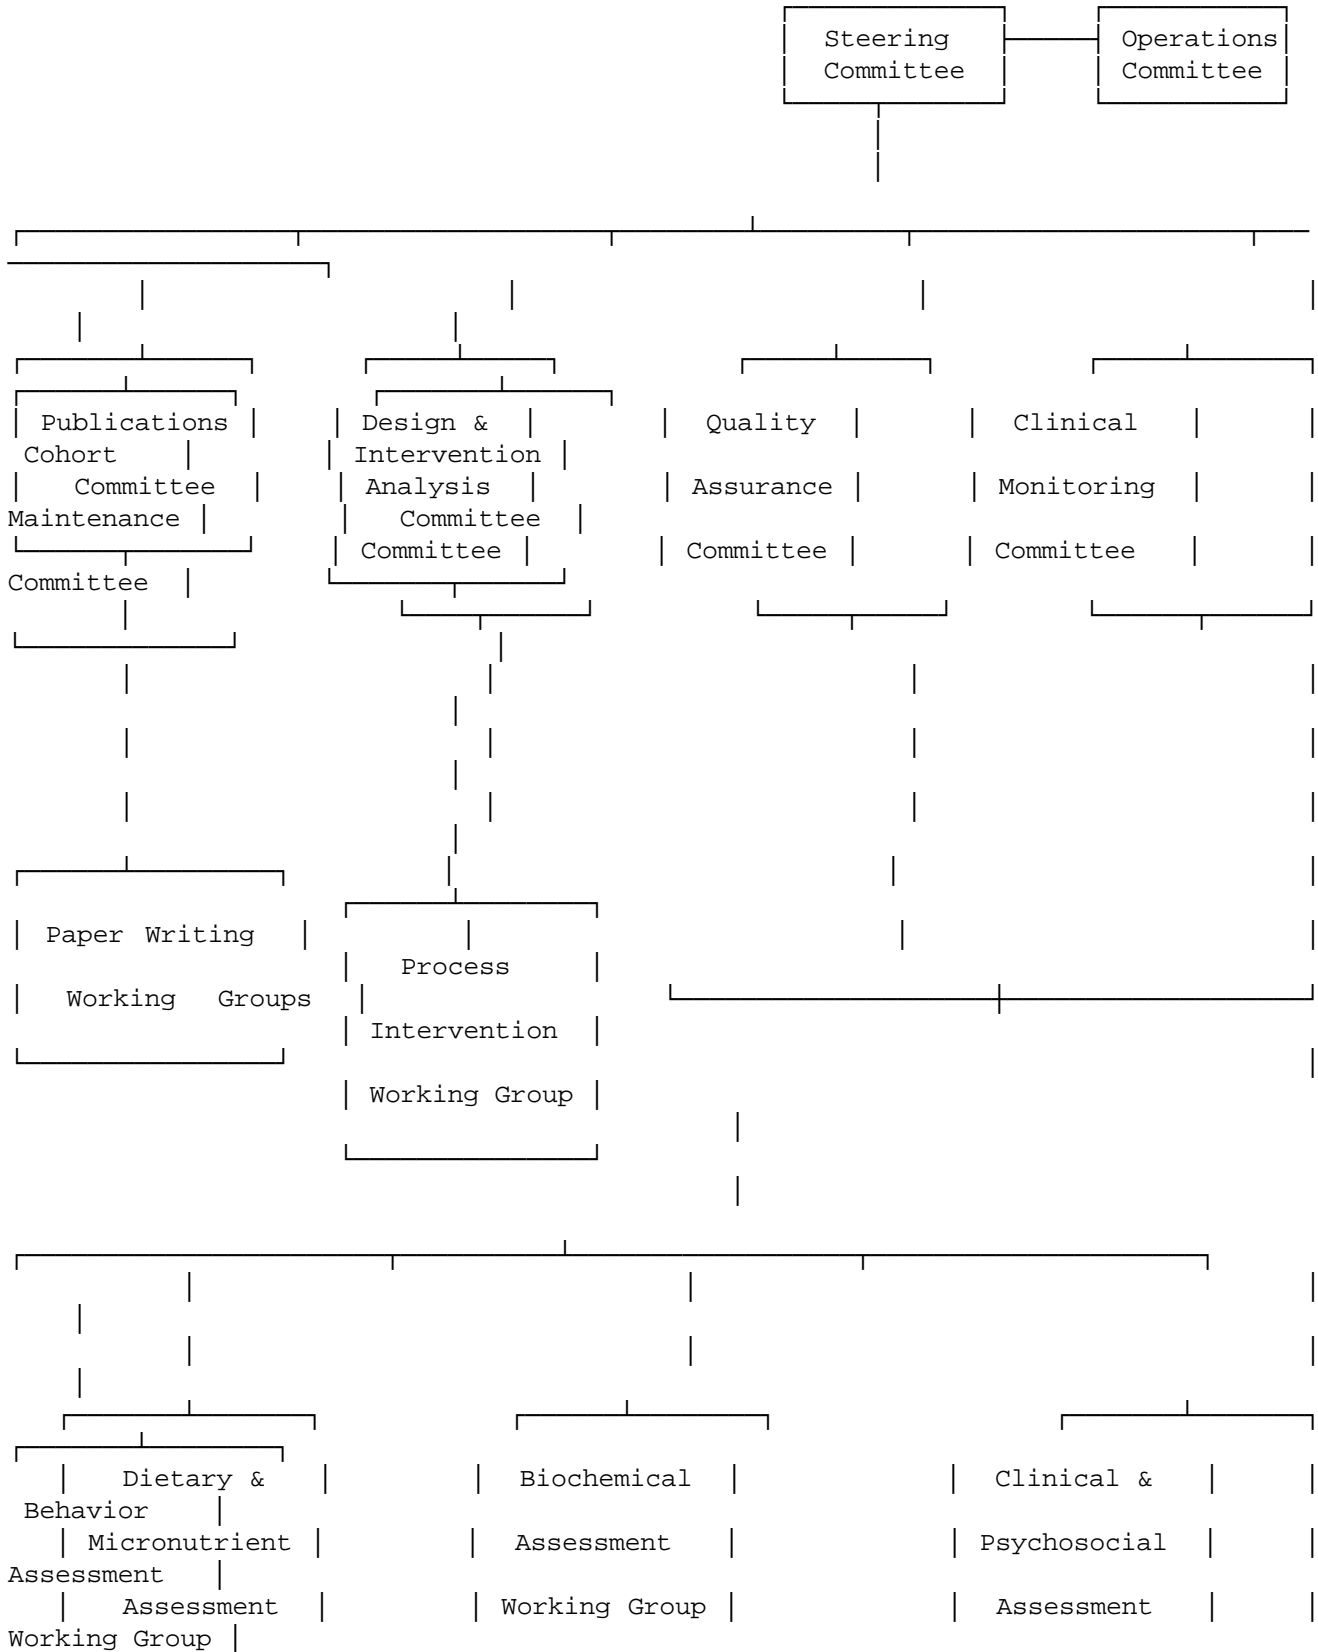 Steering Operations
Committee Committee
Publications Design & Quality Clinical
Cohort Intervention
Committee Analysis Assurance Monitoring
Maintenance Committee
Committee Committee Committee
Committee
Paper Writing
Process
Working Groups
Intervention
Working Group
Dietary & Biochemical Clinical &
Behavior
Micronutrient Assessment Psychosocial
Assessment
Assessment Working Group Assessment
Working Group